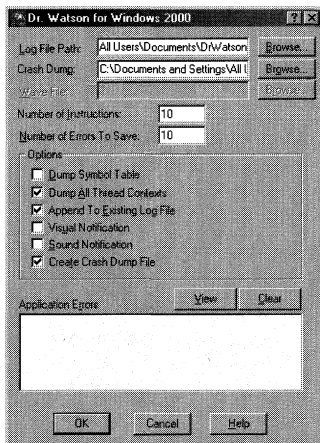 Dr. Watson for Windows 2000
Log File Path: All Users\Documents\DrWatson Browse...
Crash Dump: C:\Documents and Settings\All U Browse...
Wave File: Browse...
Number of Instructions: 10
Number of Errors To Save: 10
Options
Dump Symbol Table
Dump All Thread Contexts
Append To Existing Log File
Visual Notification
Sound Notification
Create Crash Dump File
Application Errors View Clear
OK Cancel Help